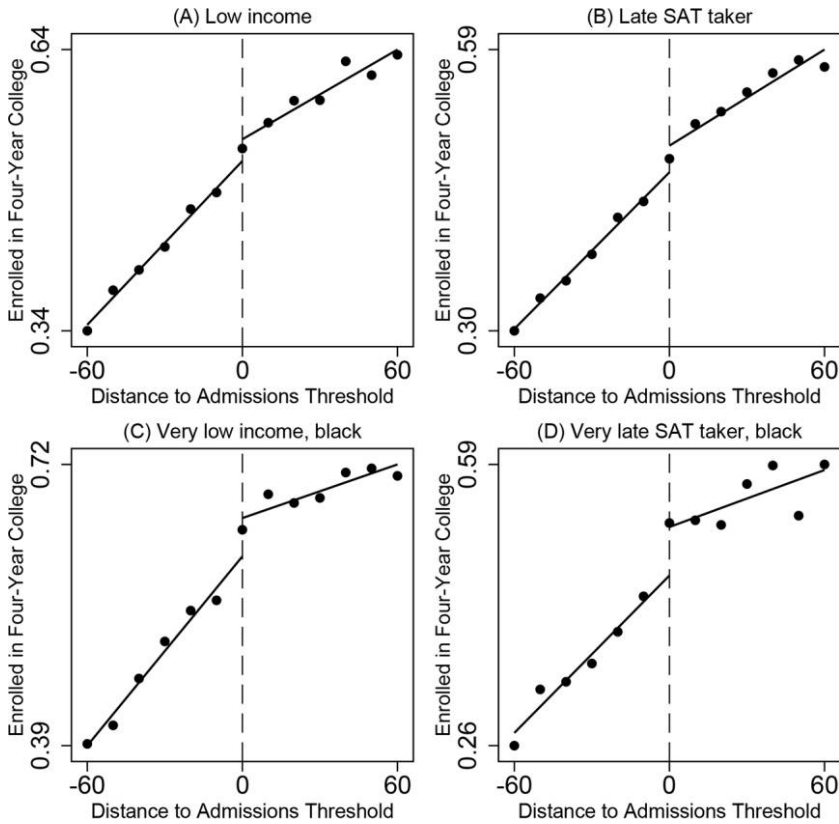 (A) Low income
Enrolled in Four-Year College
0.64
0.34
-60 0 60
Distance to Admissions Threshold
(B) Late SAT taker
Enrolled in Four-Year College
0.59
0.30
-60 0 60
Distance to Admissions Threshold
(C) Very low income, black
Enrolled in Four-Year College
0.72
0.39
-60 0 60
Distance to Admissions Threshold
(D) Very late SAT taker, black
Enrolled in Four-Year College
0.59
0.26
-60 0 60
Distance to Admissions Threshold